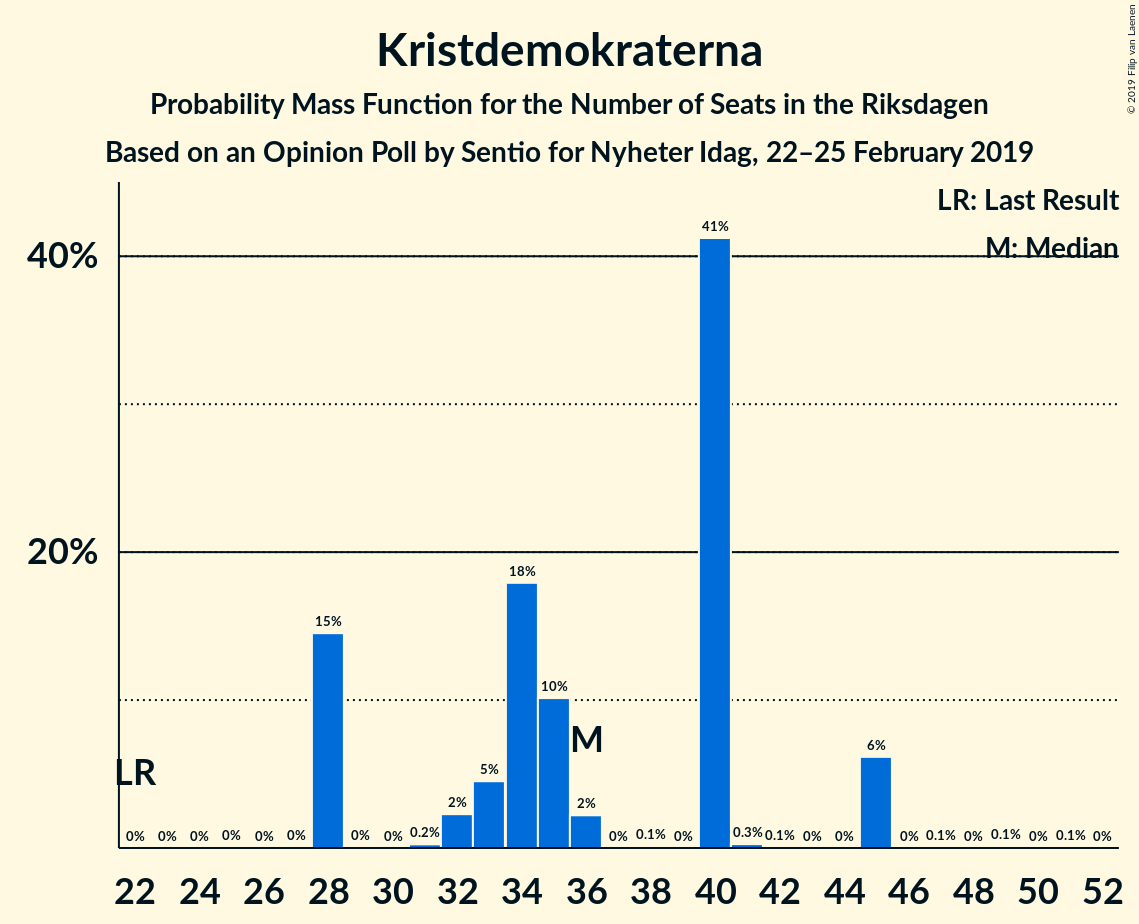 Kristdemokraterna
Probability Mass Function for the Number of Seats in the Riksdagen
Based on an Opinion Poll by Sentio for Nyheter Idag, 22–25 February 2019
© 2019 Filip van Laenen
LR: Last Result
M: Median
40%
20%
LR
M
0% 0% 0% 0% 0% 0% 15% 0% 0% 0.2% 2% 5% 18% 10% 2% 0% 0.1% 0% 41% 0.3% 0.1% 0% 0% 6% 0% 0.1% 0% 0.1% 0% 0.1% 0%
22 24 26 28 30 32 34 36 38 40 42 44 46 48 50 52